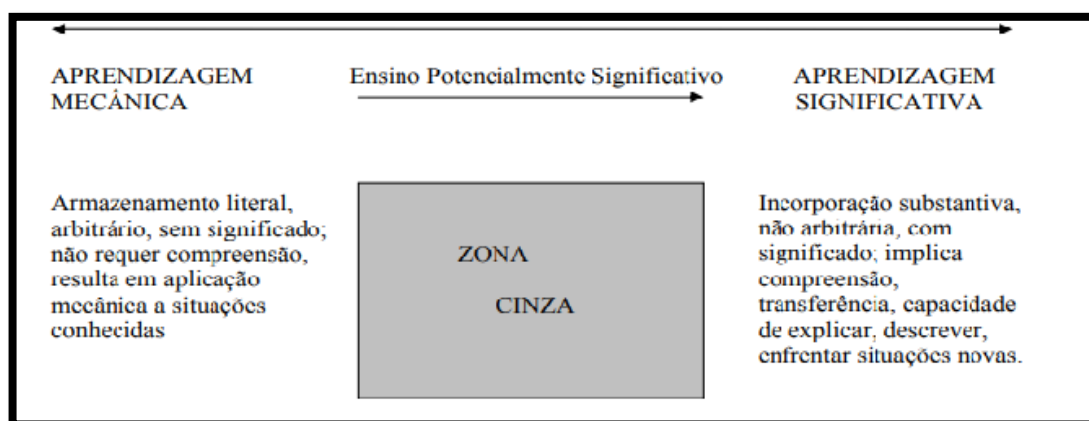 APRENDIZAGEM
MECÂNICA
Ensino Potencialmente Significativo
APRENDIZAGEM
SIGNIFICATIVA
Armazenamento literal,
arbitrário, sem significado;
não requer compreensão,
resulta em aplicação
mecânica a situações
conhecidas
ZONA
CINZA
Incorporação substantiva,
não arbitrária, com
significado; implica
compreensão,
transferência, capacidade
de explicar, descrever,
enfrentar situações novas.